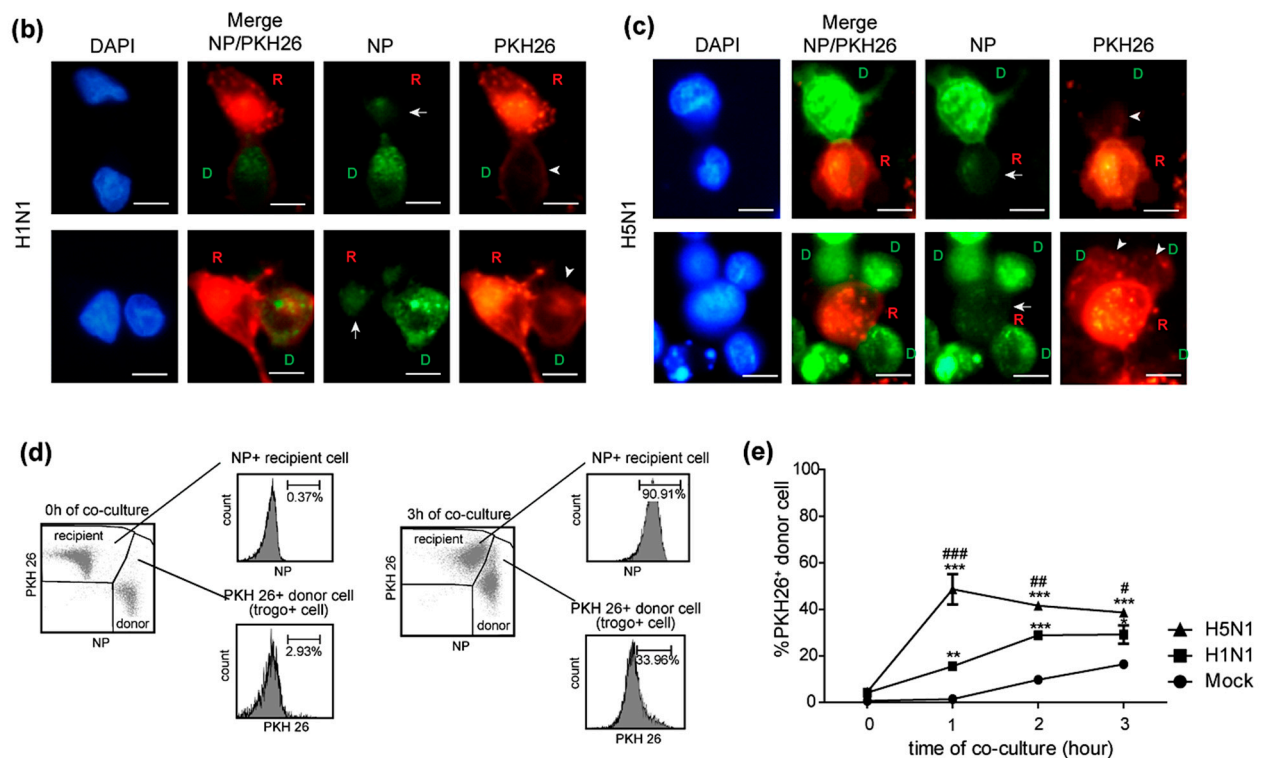 (b)
DAPI
Merge
NP/PKH26
NP
PKH26
H1N1
R
R
R
D
D
D
R
R
D
D
(c)
DAPI
Merge
NP/PKH26
NP
PKH26
H5N1
D
D
D
R
R
R
D
D
D
D
R
R
R
D
D
D
(d)
0h of co-culture
recipient
donor
PKH 26
NP
NP+ recipient cell
count
0.37%
NP
PKH 26+ donor cell
(trogo+ cell)
count
2.93%
PKH 26
3h of co-culture
recipient
donor
PKH 26
NP
NP+ recipient cell
count
90.91%
NP
PKH 26+ donor cell
(trogo+ cell)
count
33.96%
PKH 26
(e)
%PKH26+ donor cell
100
80
60
40
20
0
###
***
##
***
#
***
**
***
*
0 1 2 3
time of co-culture (hour)
H5N1
H1N1
Mock